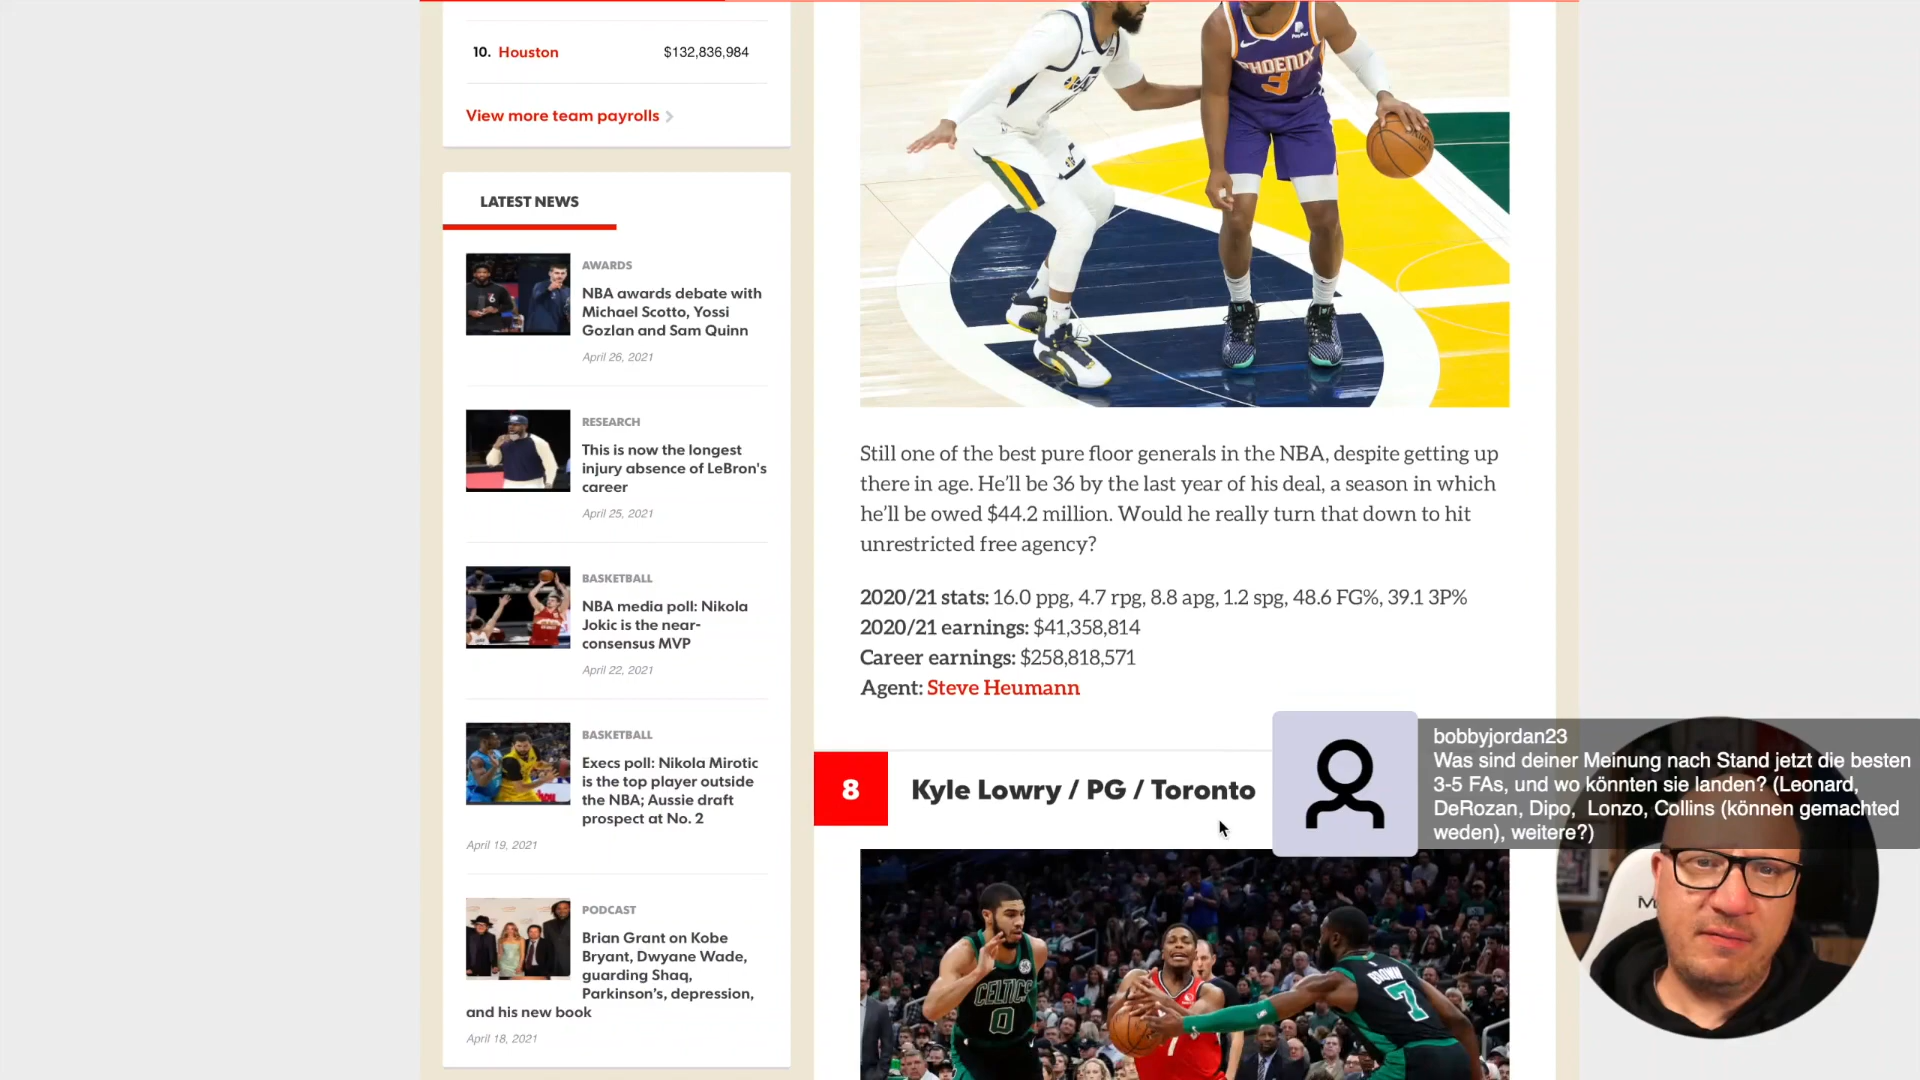 10. Houston $132,836,984
View more team payrolls
LATEST NEWS
AWARDS
NBA awards debate with
Michael Scotto, Yossi
Gozlan and Sam Quinn
April 26, 2021
RESEARCH
This is now the longest
injury absence of LeBron's
career
April 25, 2021
BASKETBALL
NBA media poll: Nikola
Jokic is the near-
consensus MVP
April 22, 2021
BASKETBALL
Execs poll: Nikola Mirotic
is the top player outside
the NBA; Aussie draft
prospect at No. 2
April 19, 2021
PODCAST
Brian Grant on Kobe
Bryant, Dwyane Wade,
guarding Shaq,
Parkinson's, depression,
and his new book
April 18, 2021
PayPal
PHOENIX
3
Still one of the best pure floor generals in the NBA, despite getting up
there in age. He’ll be 36 by the last year of his deal, a season in which
he’ll be owed $44.2 million. Would he really turn that down to hit
unrestricted free agency?
2020/21 stats: 16.0 ppg, 4.7 rpg, 8.8 apg, 1.2 spg, 48.6 FG%, 39.1 3P%
2020/21 earnings: $41,358,814
Career earnings: $258,818,571
Agent: Steve Heumann
8 Kyle Lowry / PG / Toronto
CELTICS
0
BROWN
7
bobbyjordan23
Was sind deiner Meinung nach Stand jetzt die besten
3-5 FAs, und wo könnten sie landen? (Leonard,
DeRozan, Dipo, Lonzo, Collins (können gemachted
weden), weitere?)